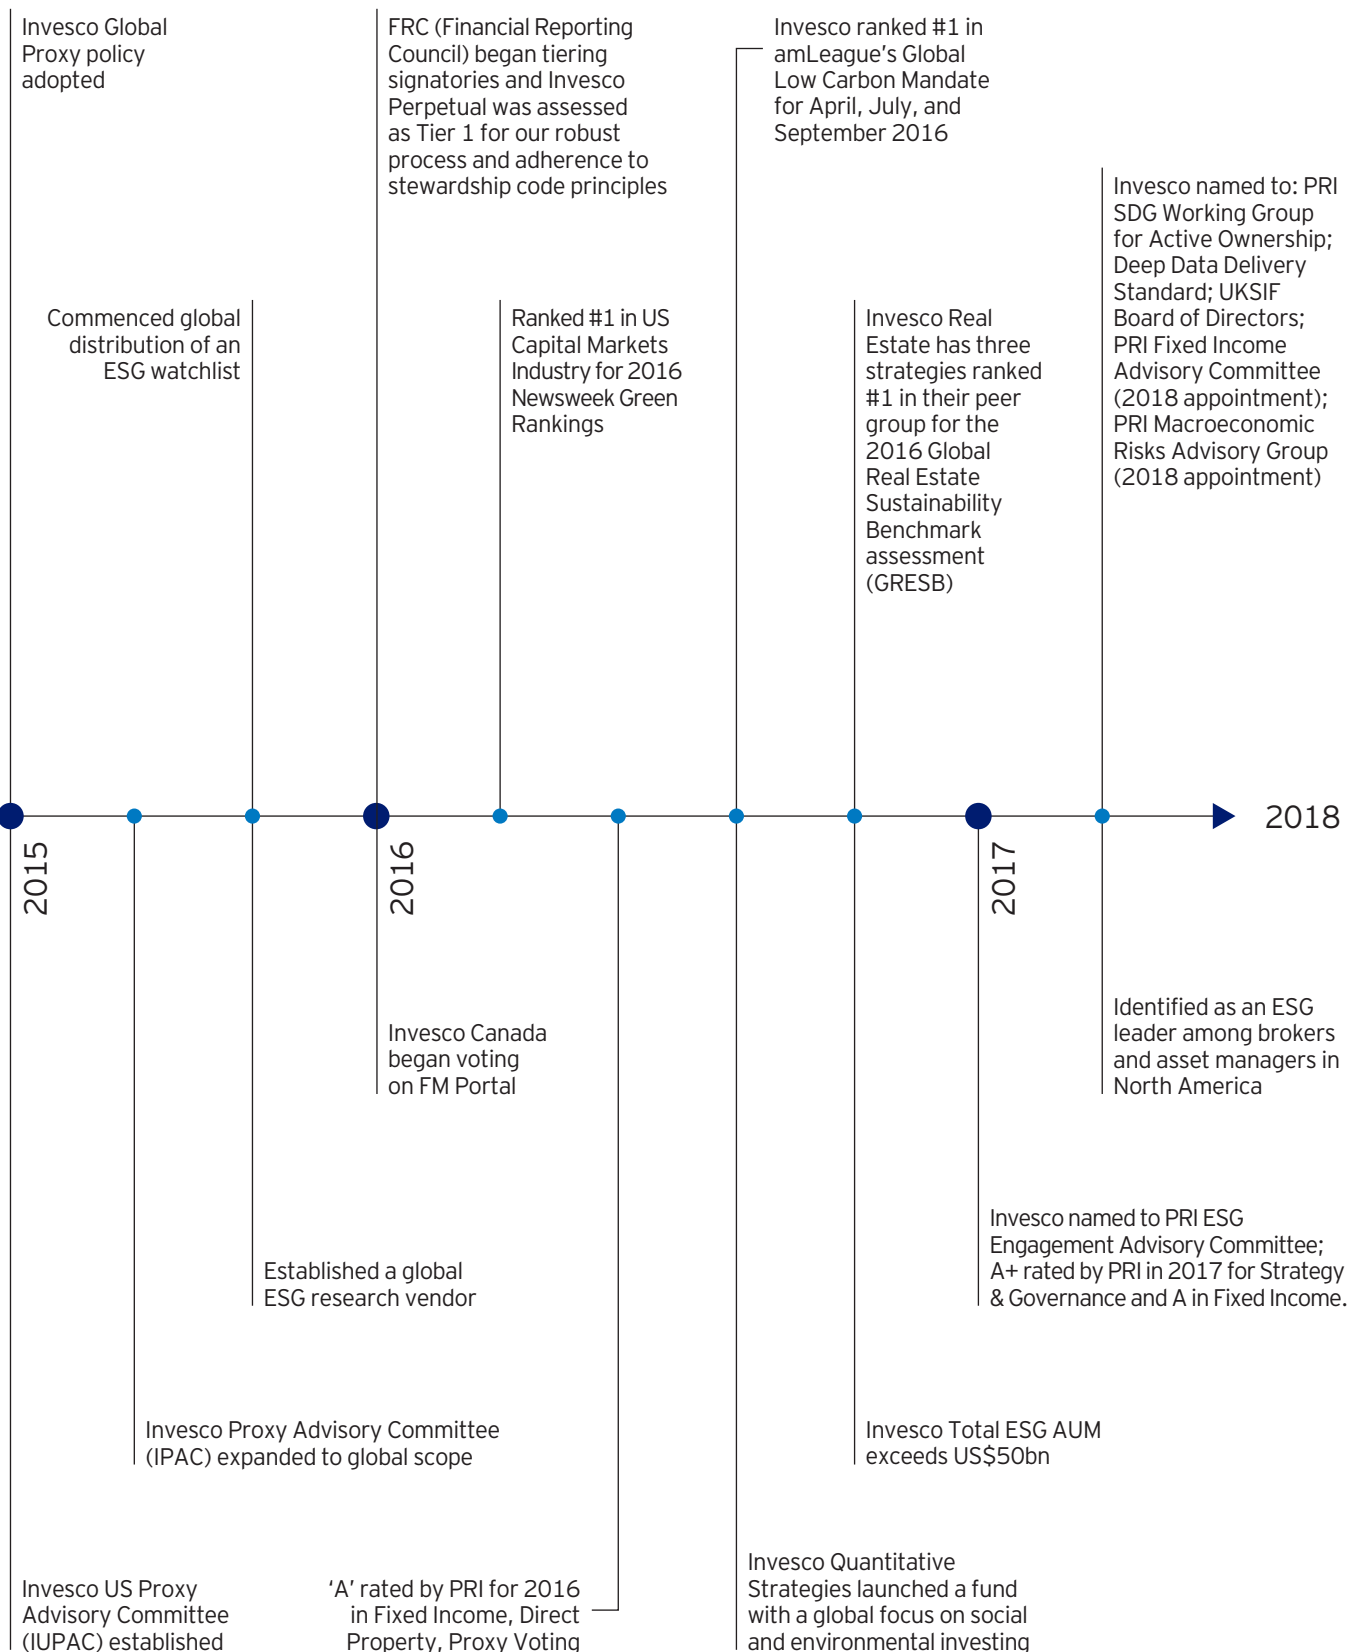 Invesco Global
Proxy policy
adopted
FRC (Financial Reporting
Council) began tiering
signatories and Invesco
Perpetual was assessed
as Tier 1 for our robust
process and adherence to
stewardship code principles
Invesco ranked #1 in
amLeague's Global
Low Carbon Mandate
for April, July, and
September 2016
Invesco named to: PRI
SDG Working Group
for Active Ownership;
Deep Data Delivery
Standard; UKSIF
Board of Directors;
PRI Fixed Income
Advisory Committee
(2018 appointment);
PRI Macroeconomic
Risks Advisory Group
(2018 appointment)
Commenced global
distribution of an
ESG watchlist
Ranked #1 in US
Capital Markets
Industry for 2016
Newsweek Green
Rankings
Invesco Real
Estate has three
strategies ranked
#1 in their peer
group for the
2016 Global
Real Estate
Sustainability
Benchmark
assessment
(GRESB)
2015
2016
2017
2018
Invesco Canada
began voting
on FM Portal
Identified as an ESG
leader among brokers
and asset managers in
North America
Established a global
ESG research vendor
Invesco named to PRI ESG
Engagement Advisory Committee;
A+ rated by PRI in 2017 for Strategy
& Governance and A in Fixed Income.
Invesco Proxy Advisory Committee
(IPAC) expanded to global scope
Invesco Total ESG AUM
exceeds US$50bn
Invesco US Proxy
Advisory Committee
(IUPAC) established
'A' rated by PRI for 2016
in Fixed Income, Direct
Property, Proxy Voting
Invesco Quantitative
Strategies launched a fund
with a global focus on social
and environmental investing